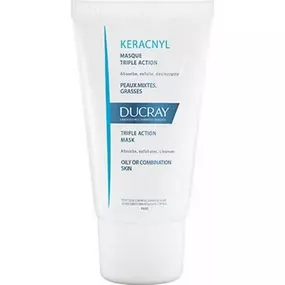 KERACNYL
MASQUE
TRIPLE ACTION
Absorbe, exfolie, désincruste
PEAUX MIXTES,
GRASSES
DUCRAY
TRIPLE ACTION
MASK
Absorbs, exfoliates, cleanses
OILY OR COMBINATION
SKIN